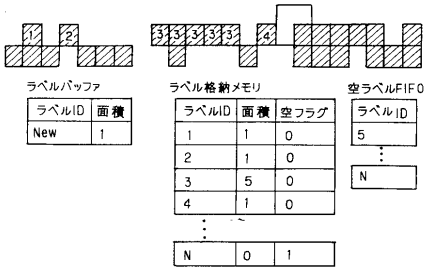 1 2 3 3 3 3 3 4
ラベルバッファ
ラベルID 面積
New 1
ラベル格納メモリ
ラベルID 面積 空フラグ
1 1 0
2 1 0
3 5 0
4 1 0
N 0 1
空ラベルFIFO
ラベルID
5
N